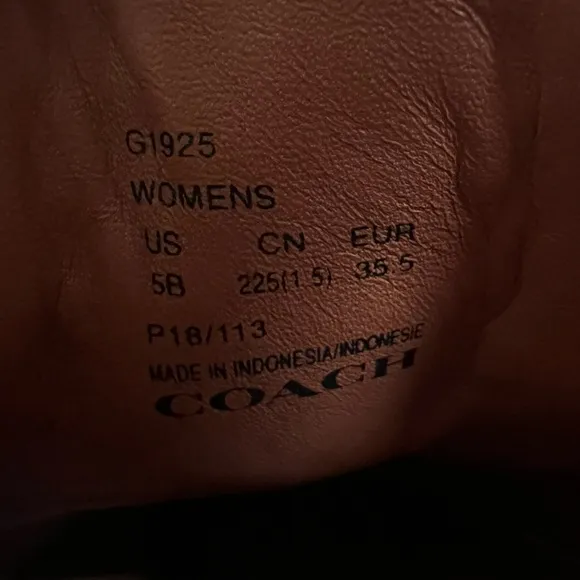 G1925
WOMENS
US CN EUR
5B 225(1.5) 35.5
P18/113
MADE IN INDONESIA/INDONESIE
COACH